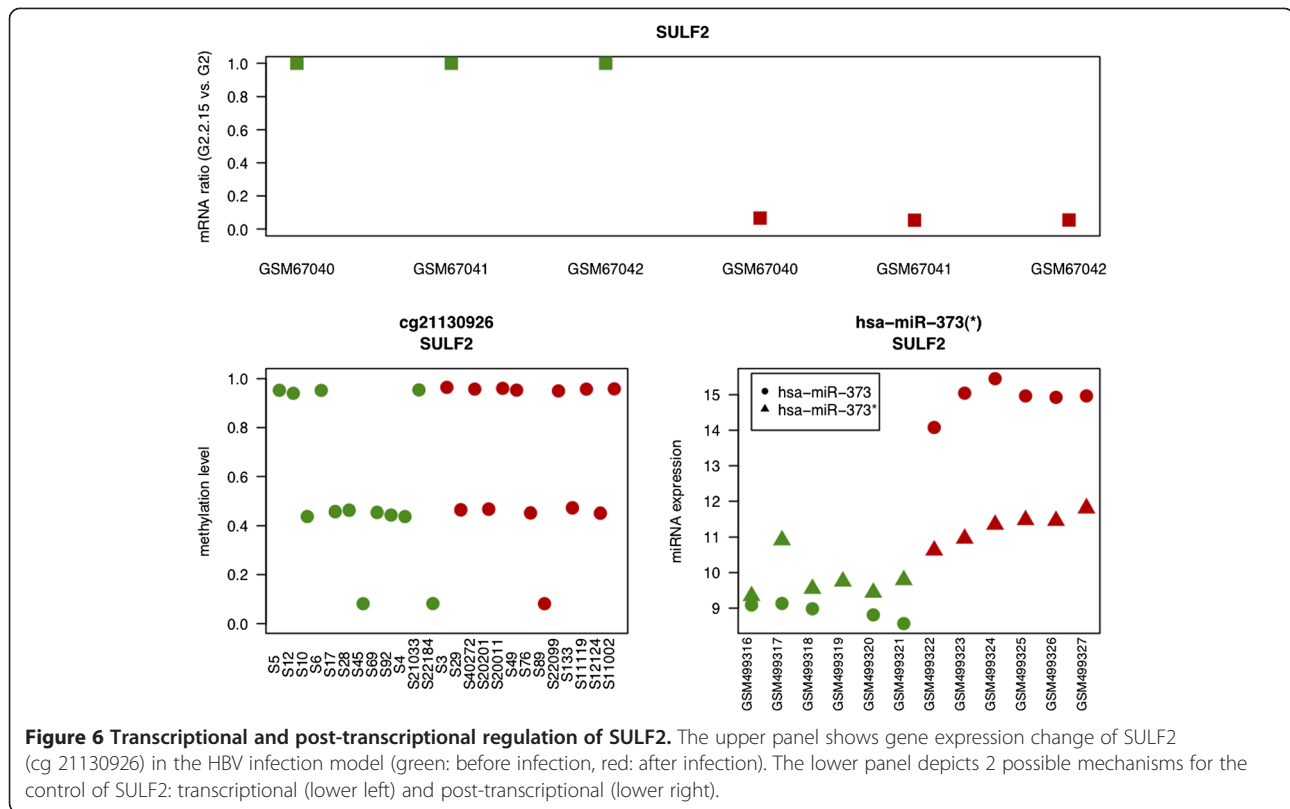 SULF2
mRNA ratio (G2.2.15 vs. G2)
1.0
0.8
0.6
0.4
0.2
0.0
GSM67040 GSM67041 GSM67042 GSM67040 GSM67041 GSM67042
cg21130926
SULF2
methylation level
1.0
0.8
0.6
0.4
0.2
0.0
S5 S12 S10 S6 S17 S28 S45 S69 S92 S4 S21033 S22184 S3 S29 S40272 S20201 S20011 S49 S76 S89 S22099 S133 S11119 S12124 S11002
hsa-miR-373(*)
SULF2
hsa-miR-373
hsa-miR-373*
miRNA expression
15
14
13
12
11
10
9
GSM499316 GSM499317 GSM499318 GSM499319 GSM499320 GSM499321 GSM499322 GSM499323 GSM499324 GSM499325 GSM499326 GSM499327
Figure 6 Transcriptional and post-transcriptional regulation of SULF2. The upper panel shows gene expression change of SULF2
(cg 21130926) in the HBV infection model (green: before infection, red: after infection). The lower panel depicts 2 possible mechanisms for the
control of SULF2: transcriptional (lower left) and post-transcriptional (lower right).